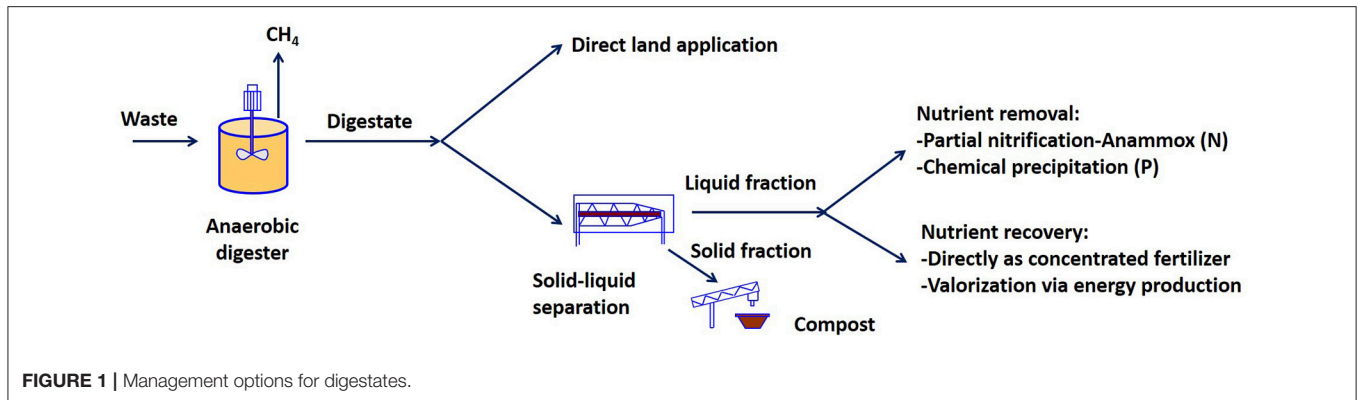 CH₄
Waste
Anaerobic
digester
Digestate
Direct land application
Solid-liquid
separation
Liquid fraction
Solid fraction
Compost
Nutrient removal:
-Partial nitrification-Anammox (N)
-Chemical precipitation (P)
Nutrient recovery:
-Directly as concentrated fertilizer
-Valorization via energy production
FIGURE 1 | Management options for digestates.